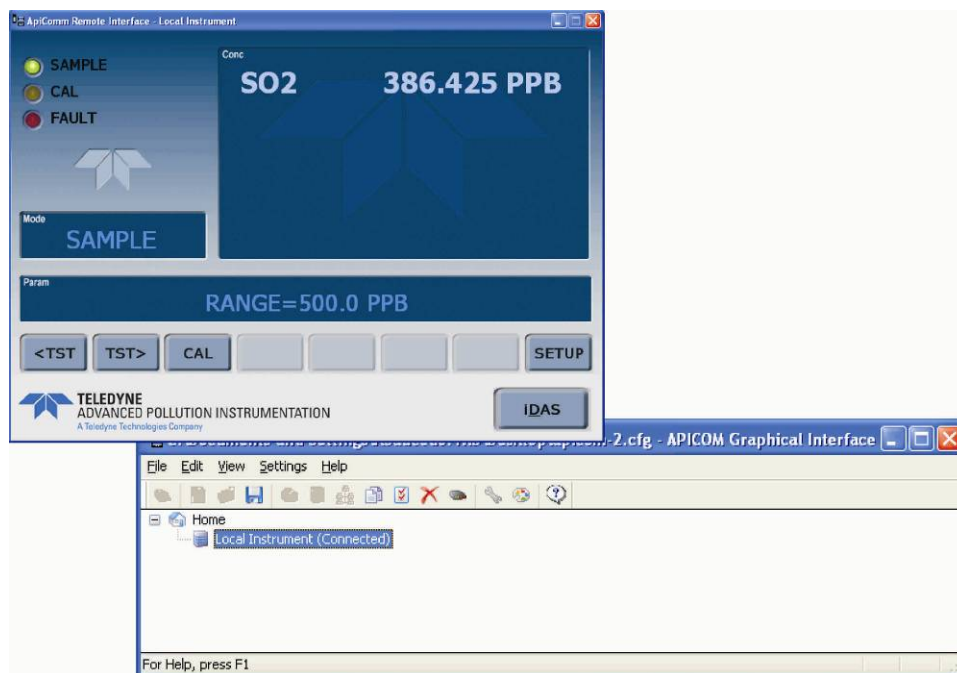 ApiComm Remote Interface - Local Instrument
SAMPLE
CAL
FAULT
Conc
SO2 386.425 PPB
Mode
SAMPLE
Param
RANGE=500.0 PPB
<TST TST> CAL SETUP
TELEDYNE
ADVANCED POLLUTION INSTRUMENTATION
A Teledyne Technologies Company
iDAS
-2.cfg - APICOM Graphical Interface
File Edit View Settings Help
Home
Local Instrument (Connected)
For Help, press F1